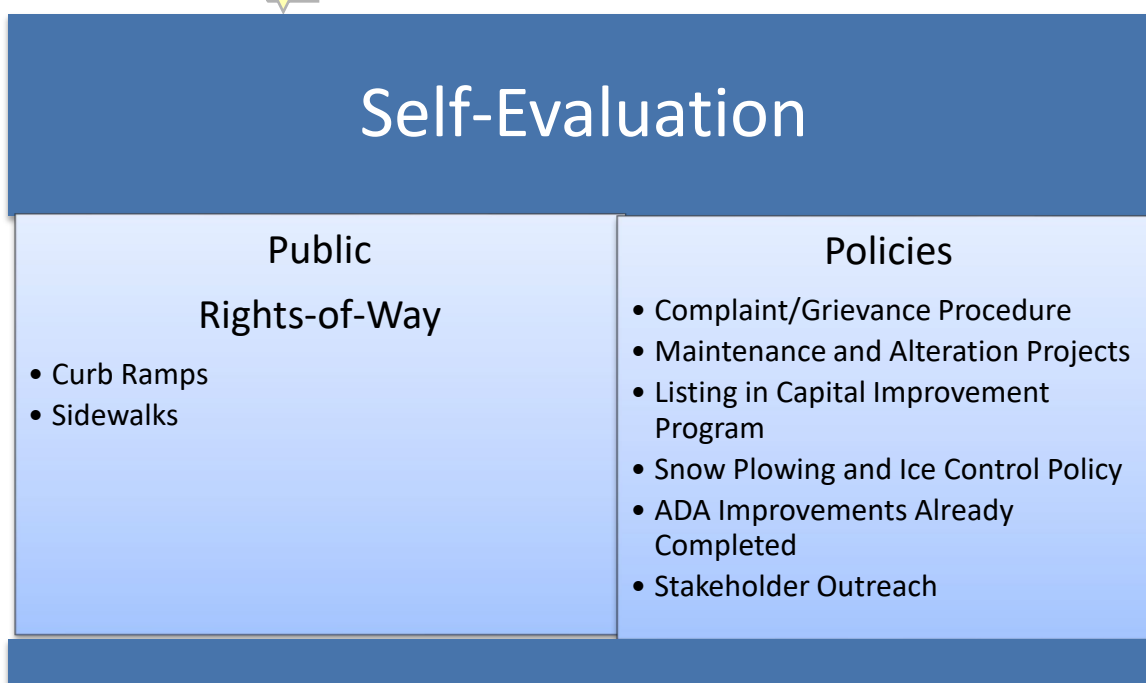 Self-Evaluation
Public
Rights-of-Way
• Curb Ramps
• Sidewalks
Policies
• Complaint/Grievance Procedure
• Maintenance and Alteration Projects
• Listing in Capital Improvement
Program
• Snow Plowing and Ice Control Policy
• ADA Improvements Already
Completed
• Stakeholder Outreach